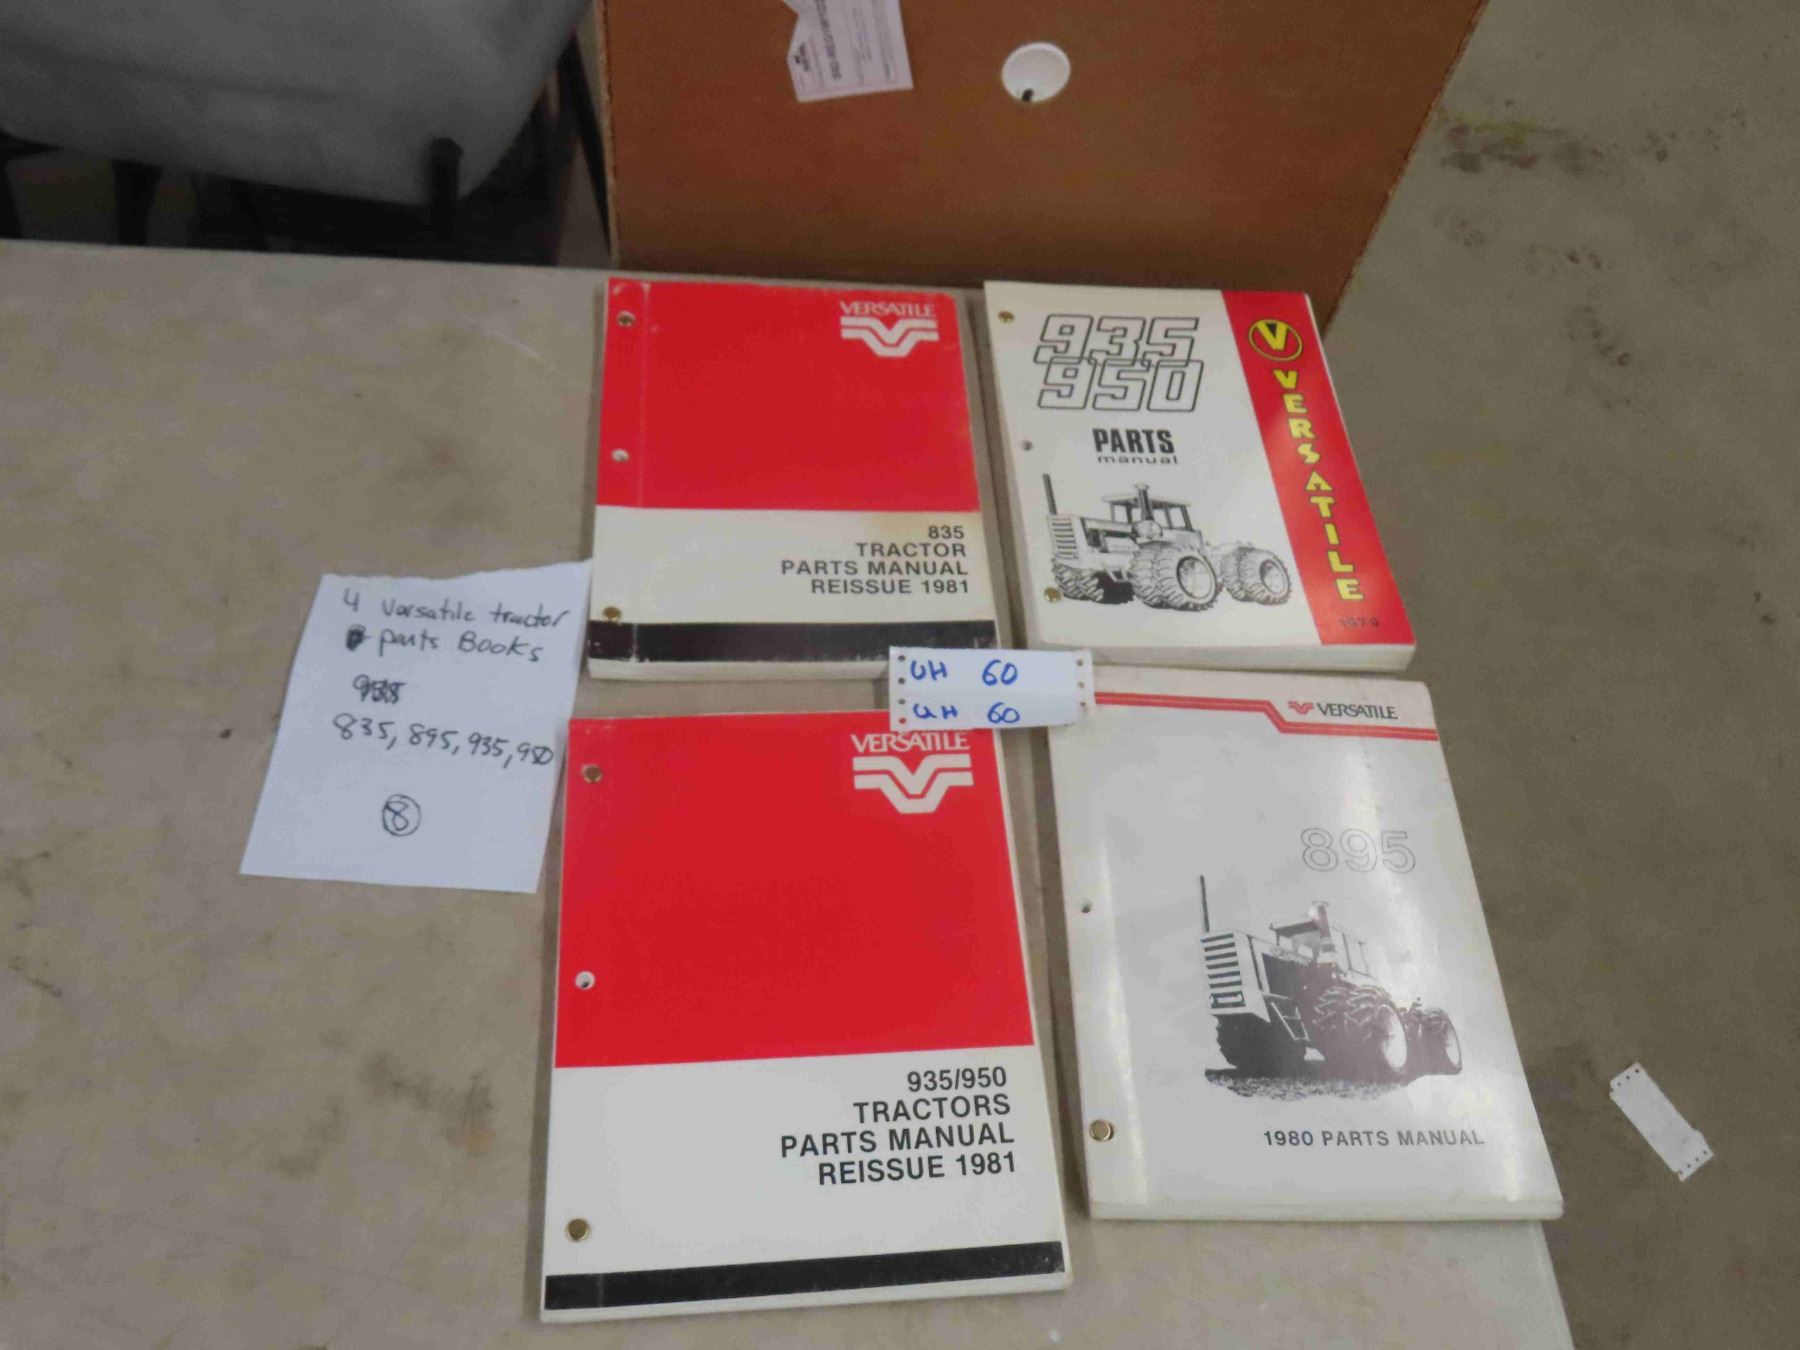 VERSATILE
835
TRACTOR
PARTS MANUAL
REISSUE 1981
935
950
PARTS
manual
V
VERSATILE
1979
4 versatile tractor
parts Books
835, 895, 935, 950
8
UH 60
UH 60
VERSATILE
935/950
TRACTORS
PARTS MANUAL
REISSUE 1981
VERSATILE
895
1980 PARTS MANUAL